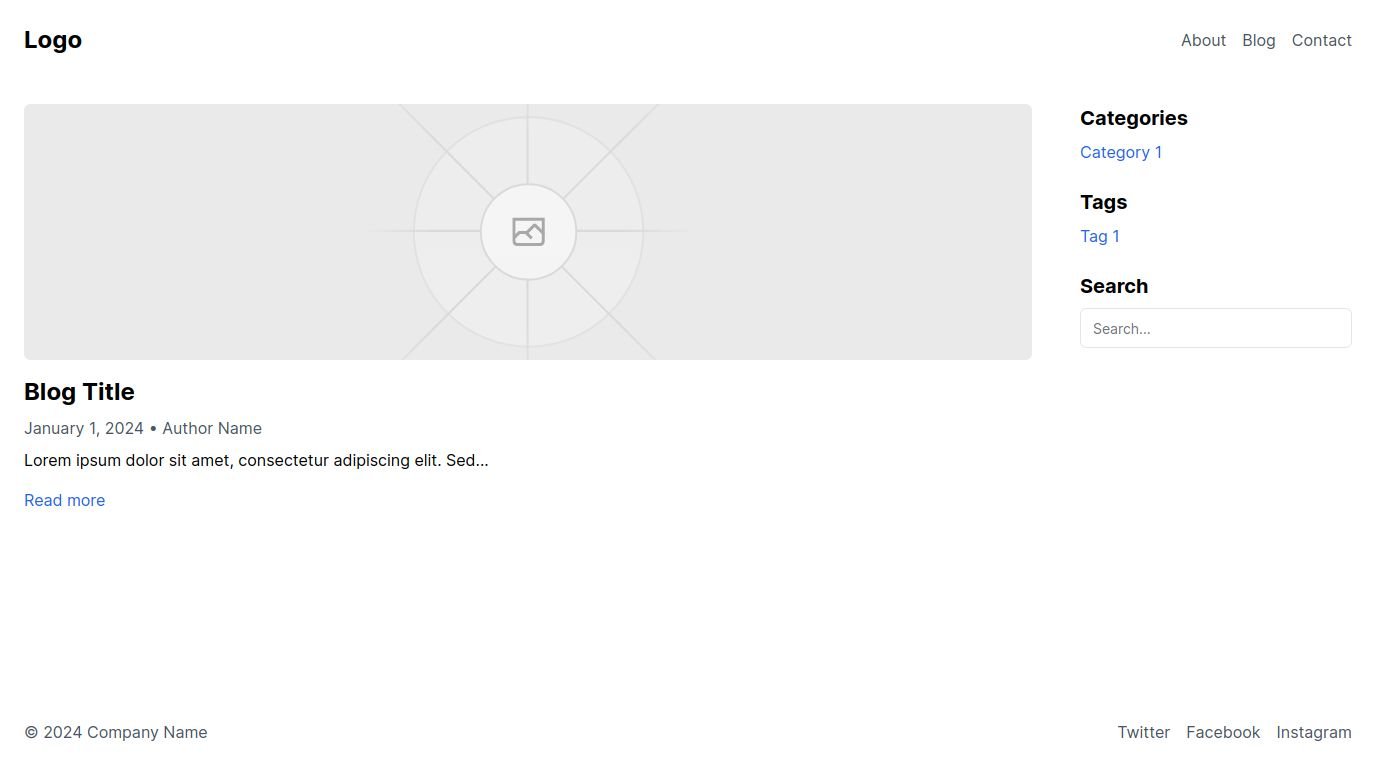 Logo
About Blog Contact
Blog Title
January 1, 2024 • Author Name
Lorem ipsum dolor sit amet, consectetur adipiscing elit. Sed...
Read more
Categories
Category 1
Tags
Tag 1
Search
Search...
© 2024 Company Name
Twitter Facebook Instagram